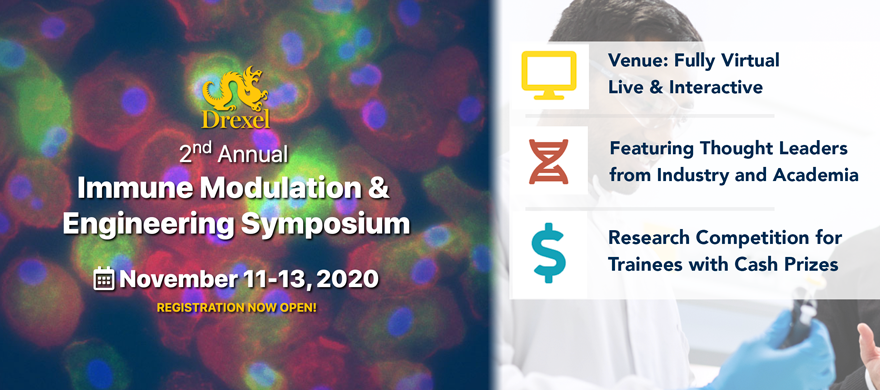 Drexel
2nd Annual
Immune Modulation &
Engineering Symposium
November 11-13, 2020
REGISTRATION NOW OPEN!
Venue: Fully Virtual
Live & Interactive
Featuring Thought Leaders
from Industry and Academia
Research Competition for
Trainees with Cash Prizes